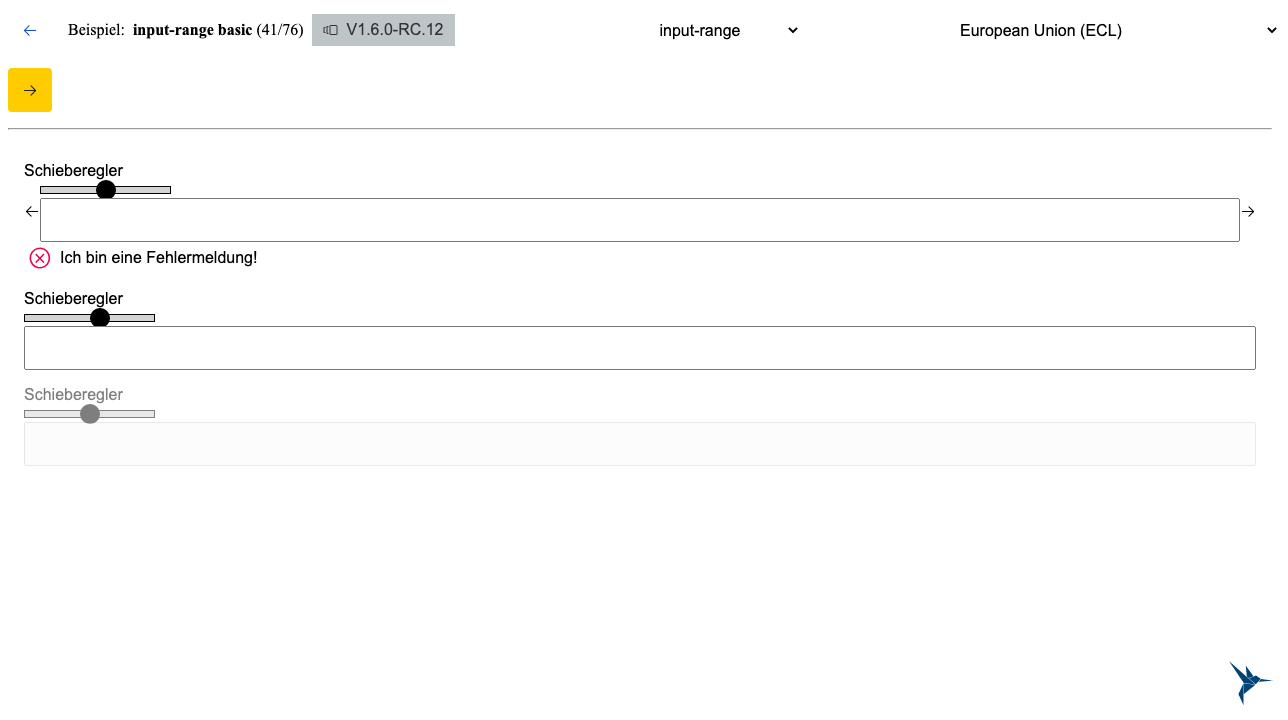 Beispiel: input-range basic (41/76) V1.6.0-RC.12 input-range European Union (ECL)
Schieberegler
Ich bin eine Fehlermeldung!
Schieberegler
Schieberegler